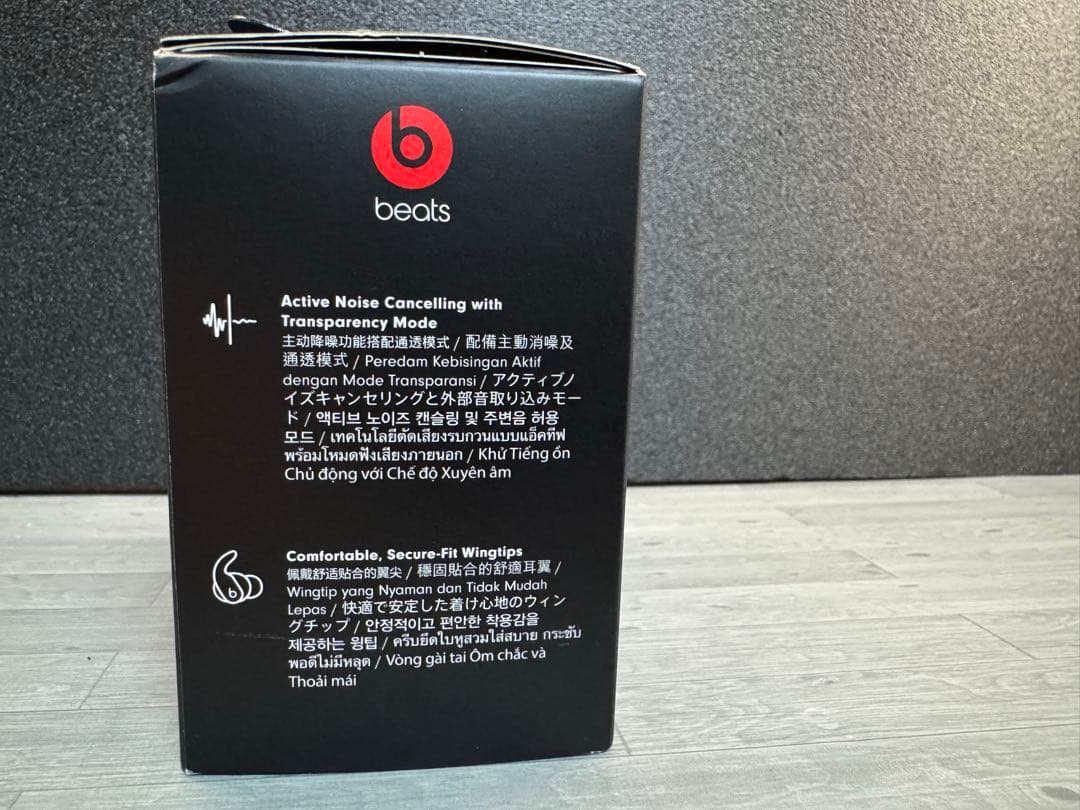 b
beats
Active Noise Cancelling with
Transparency Mode
主动降噪功能搭配通透模式 / 配備主動消噪及
通透模式 / Peredam Kebisingan Aktif
dengan Mode Transparansi / アクティブノ
イズキャンセリングと外部音取り込みモー
ド / 액티브 노이즈 캔슬링 및 주변음 허용
모드 / เทคโนโลยีตัดเสียงรบกวนแบบแอ็คทีฟ
พร้อมโหมดฟังเสียงภายนอก / Khử Tiếng ồn
Chủ động với Chế độ Xuyên âm
Comfortable, Secure-Fit Wingtips
佩戴舒适贴合的翼尖 / 穩固貼合的舒適耳翼 /
Wingtip yang Nyaman dan Tidak Mudah
Lepas / 快適で安定した着け心地のウィン
グチップ / 안정적이고 편안한 착용감을
제공하는 윙팁 / ครีบยึดใบหูสวมใส่สบาย กระชับ
พอดีไม่มีหลุด / Vòng gài tai Ôm chắc và
Thoải mái